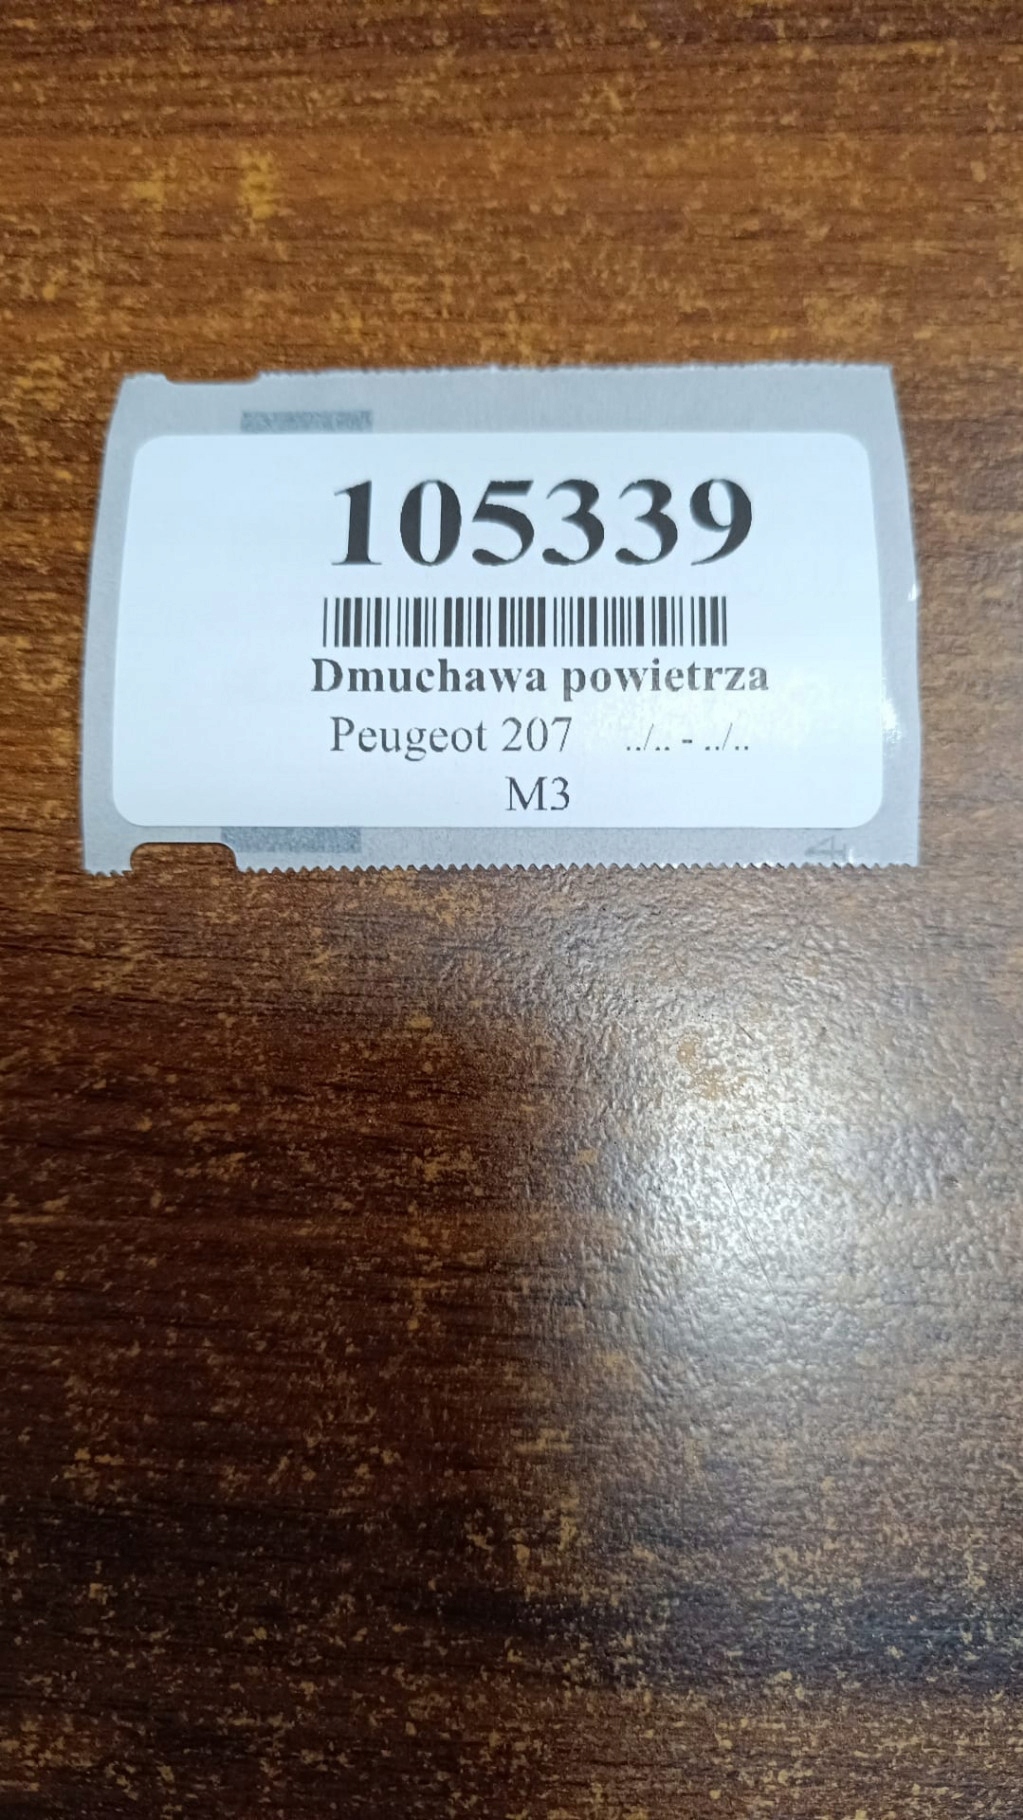 105339
Dmuchawa powietrza
Peugeot 207 ../.. - ../..
M3